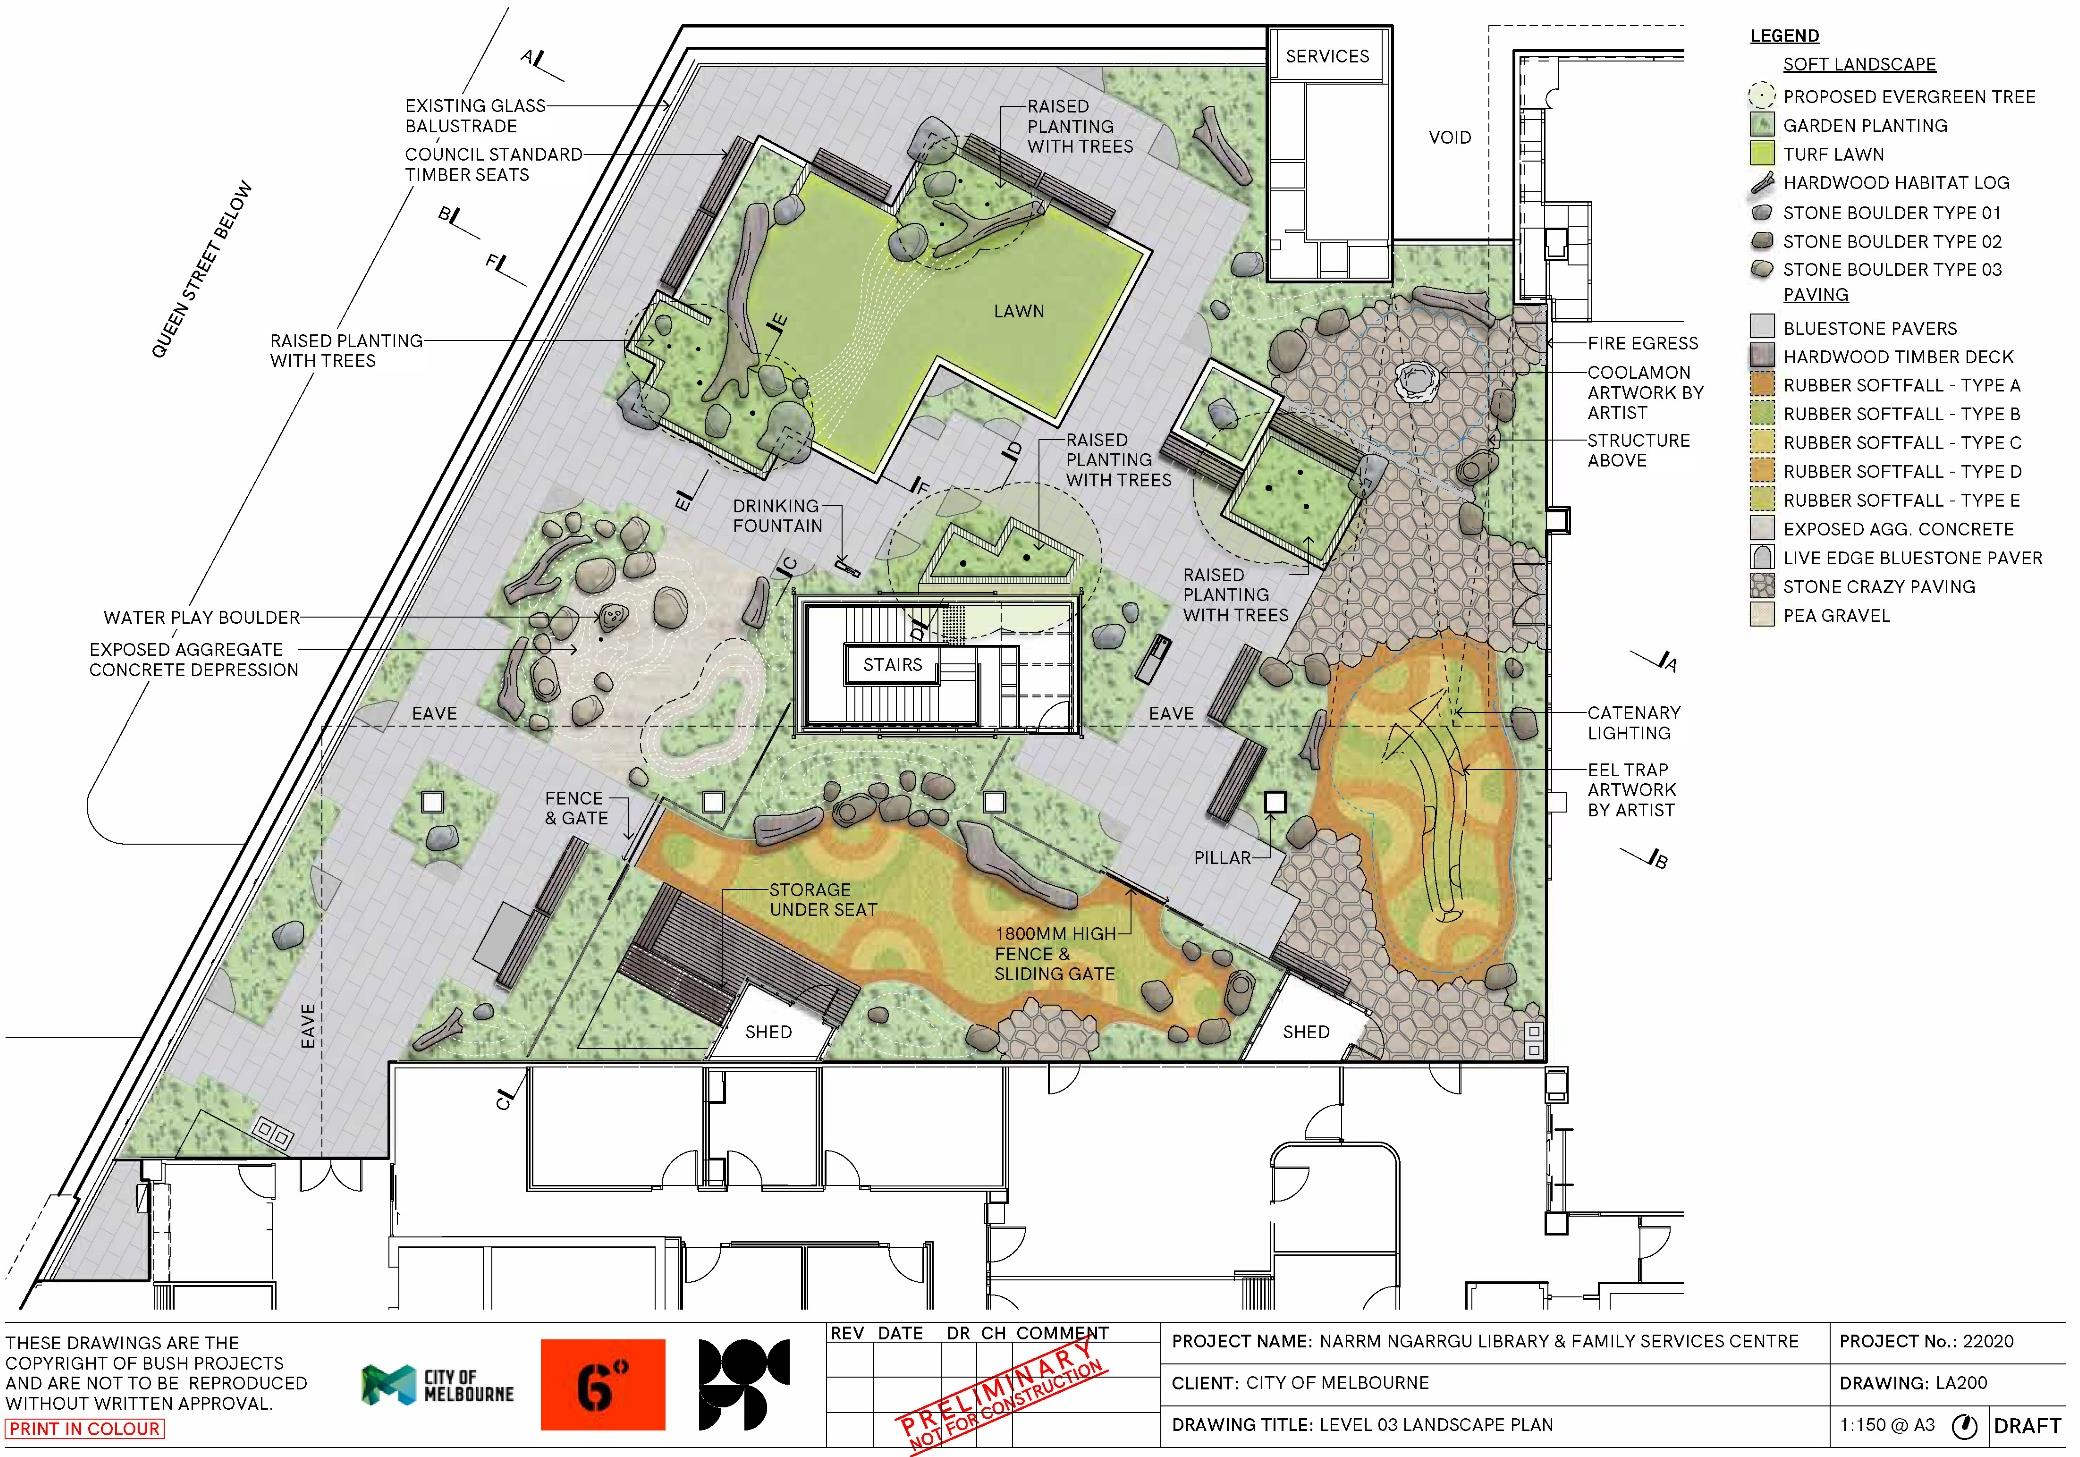 A
EXISTING GLASS
BALUSTRADE
COUNCIL STANDARD
TIMBER SEATS
B
F
QUEEN STREET BELOW
RAISED PLANTING
WITH TREES
RAISED
PLANTING
WITH TREES
SERVICES
VOID
LAWN
E
E
D
F
RAISED
PLANTING
WITH TREES
DRINKING
FOUNTAIN
C
D
RAISED
PLANTING
WITH TREES
FIRE EGRESS
COOLAMON
ARTWORK BY
ARTIST
STRUCTURE
ABOVE
WATER PLAY BOULDER
EXPOSED AGGREGATE
CONCRETE DEPRESSION
STAIRS
EAVE
EAVE
A
CATENARY
LIGHTING
EEL TRAP
ARTWORK
BY ARTIST
B
FENCE
& GATE
PILLAR
STORAGE
UNDER SEAT
1800MM HIGH
FENCE &
SLIDING GATE
EAVE
SHED
SHED
C
LEGEND
SOFT LANDSCAPE
PROPOSED EVERGREEN TREE
GARDEN PLANTING
TURF LAWN
HARDWOOD HABITAT LOG
STONE BOULDER TYPE 01
STONE BOULDER TYPE 02
STONE BOULDER TYPE 03
PAVING
BLUESTONE PAVERS
HARDWOOD TIMBER DECK
RUBBER SOFTFALL - TYPE A
RUBBER SOFTFALL - TYPE B
RUBBER SOFTFALL - TYPE C
RUBBER SOFTFALL - TYPE D
RUBBER SOFTFALL - TYPE E
EXPOSED AGG. CONCRETE
LIVE EDGE BLUESTONE PAVER
STONE CRAZY PAVING
PEA GRAVEL
THESE DRAWINGS ARE THE
COPYRIGHT OF BUSH PROJECTS
AND ARE NOT TO BE REPRODUCED
WITHOUT WRITTEN APPROVAL.
PRINT IN COLOUR
CITY OF
MELBOURNE
6°
REV DATE DR CH COMMENT
PRELIMINARY
NOT FOR CONSTRUCTION
PROJECT NAME: NARRM NGARRGU LIBRARY & FAMILY SERVICES CENTRE
CLIENT: CITY OF MELBOURNE
DRAWING TITLE: LEVEL 03 LANDSCAPE PLAN
PROJECT No.: 22020
DRAWING: LA200
1:150 @ A3
DRAFT